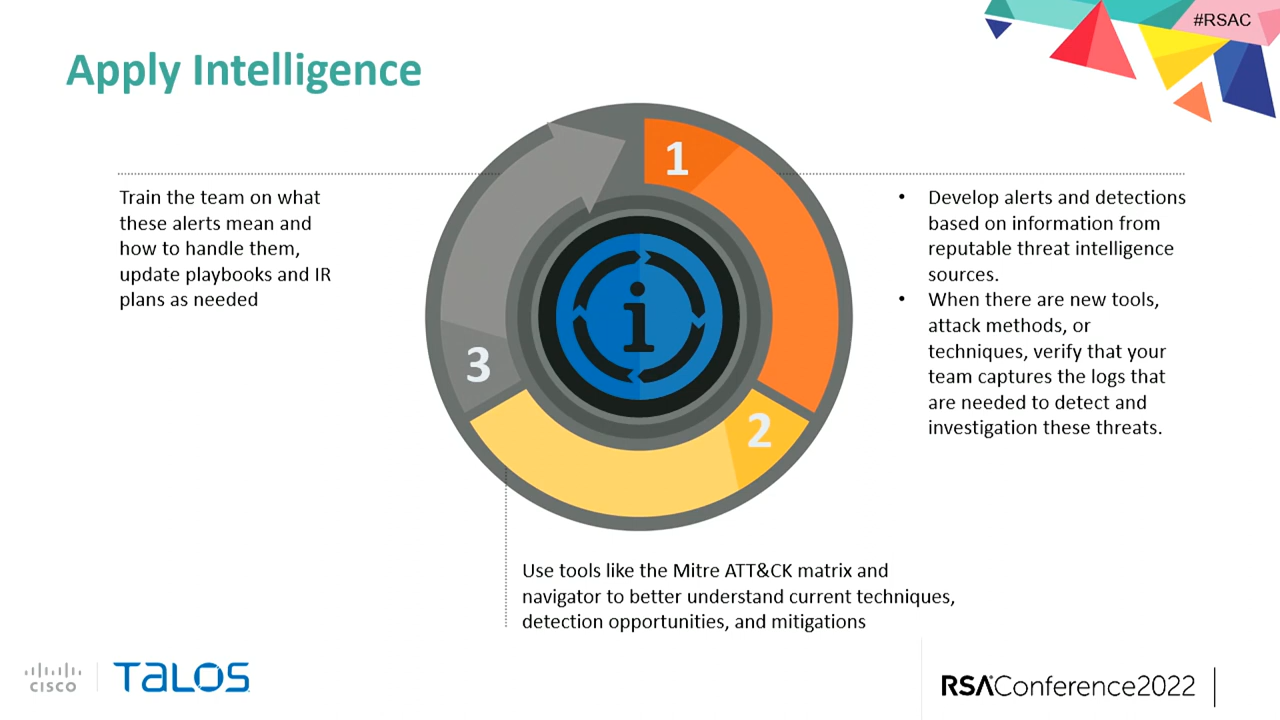 #RSAC
Apply Intelligence
1
Develop alerts and detections
based on information from
reputable threat intelligence
sources.
When there are new tools,
attack methods, or
techniques, verify that your
team captures the logs that
are needed to detect and
investigation these threats.
2
Use tools like the Mitre ATT&CK matrix and
navigator to better understand current techniques,
detection opportunities, and mitigations
3
Train the team on what
these alerts mean and
how to handle them,
update playbooks and IR
plans as needed
i
CISCO
TALOS
RSAConference2022